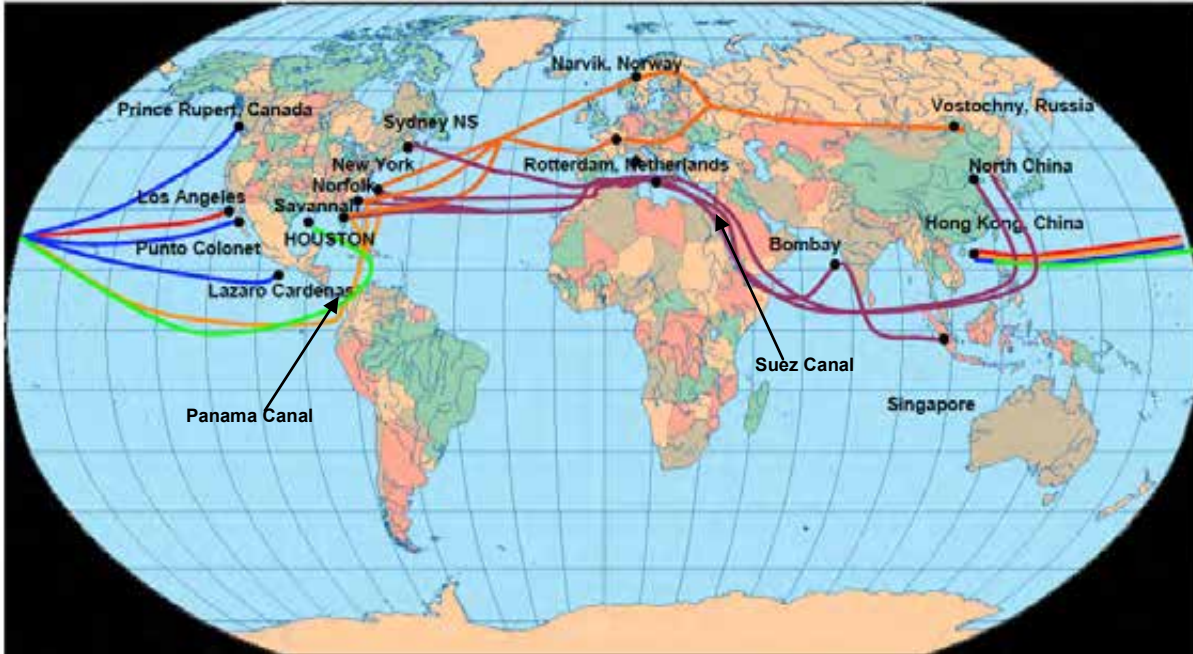 Narvik, Norway
Prince Rupert, Canada
Vostochny, Russia
Sydney NS
New York
Rotterdam, Netherlands
North China
Norfolk
Los Angeles
Savannah
HOUSTON
Hong Kong, China
Punto Colonet
Bombay
Lazaro Cardenas
Suez Canal
Singapore
Panama Canal